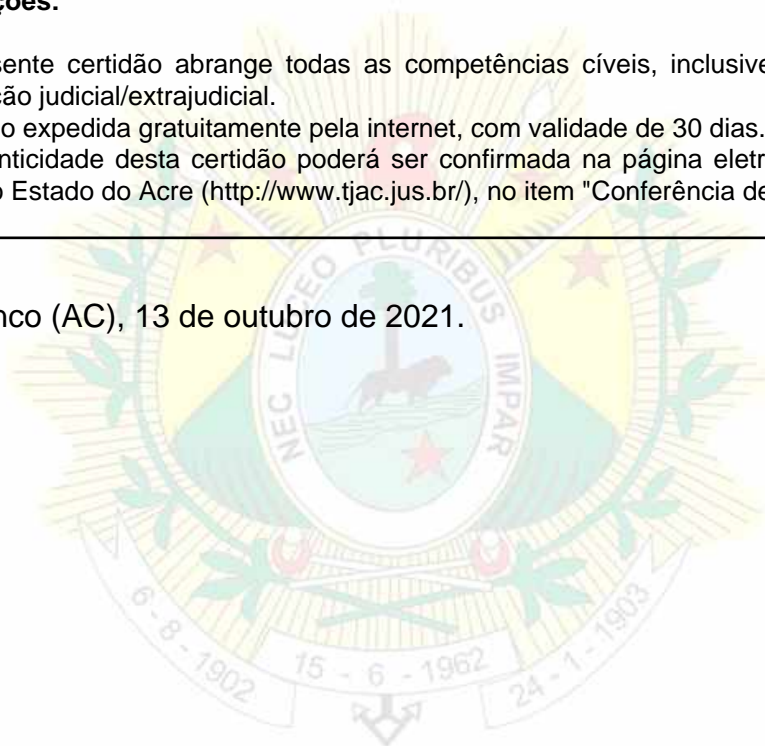 ções:
sente certidão abrange todas as competências cíveis, inclusive
ção judicial/extrajudicial.
o expedida gratuitamente pela internet, com validade de 30 dias.
nticidade desta certidão poderá ser confirmada na página eletr
o Estado do Acre (http://www.tjac.jus.br/), no item "Conferência de
nco (AC), 13 de outubro de 2021.
NEC LUCEO PLURIBUS IMPAR
6 - 8 - 1902
15 - 6 - 1962
24 - 1 - 1903